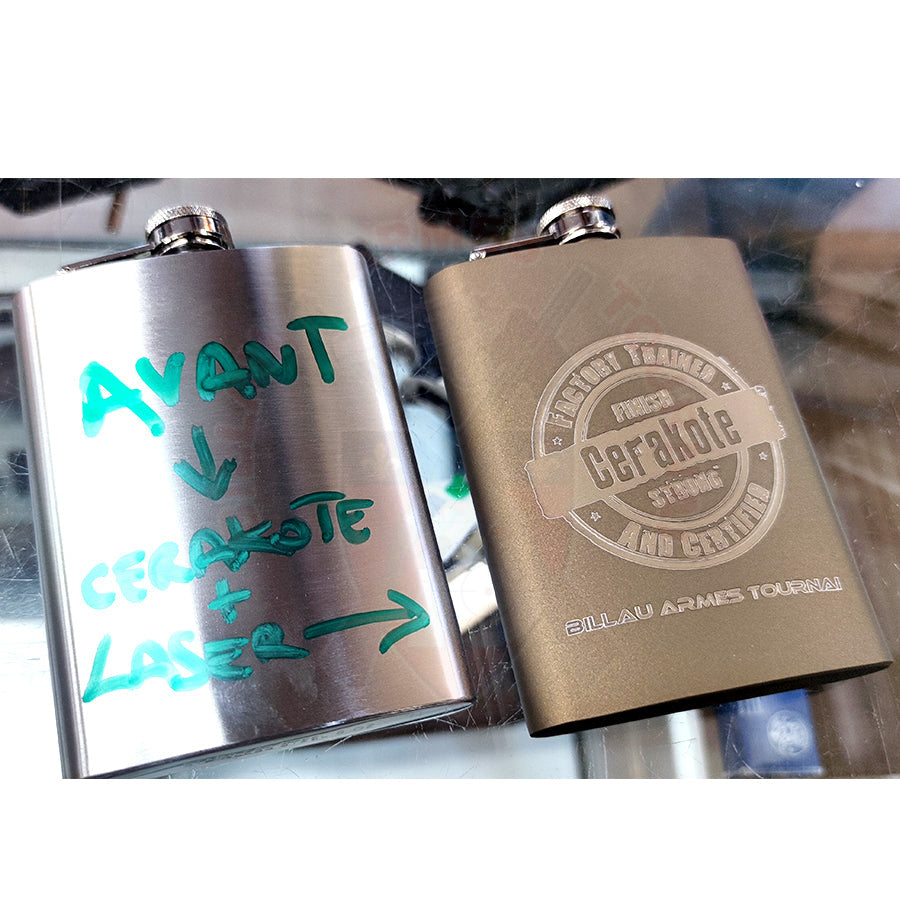 AVANT
↓
CERAKOTE
+
LASER →
FACTORY TRAINED
FINISH
Cerakote
STRONG
AND CERTIFIED
BILLAU ARMES TOURNAI